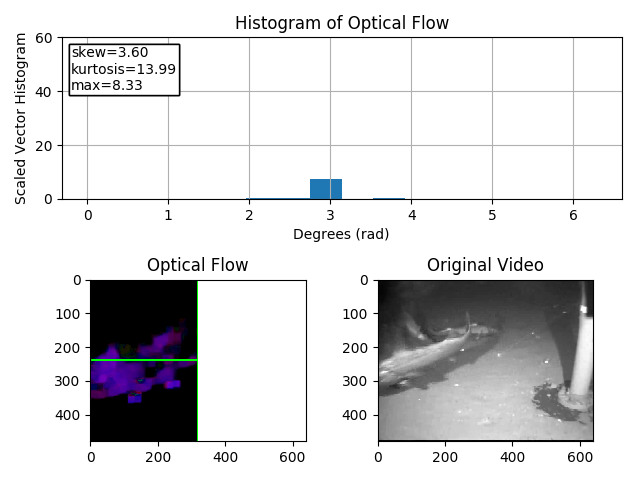 Histogram of Optical Flow
skew=3.60
kurtosis=13.99
max=8.33
Scaled Vector Histogram
60
40
20
0
0 1 2 3 4 5 6
Degrees (rad)
Optical Flow
0
100
200
300
400
0 200 400 600
Original Video
0
100
200
300
400
0 200 400 600